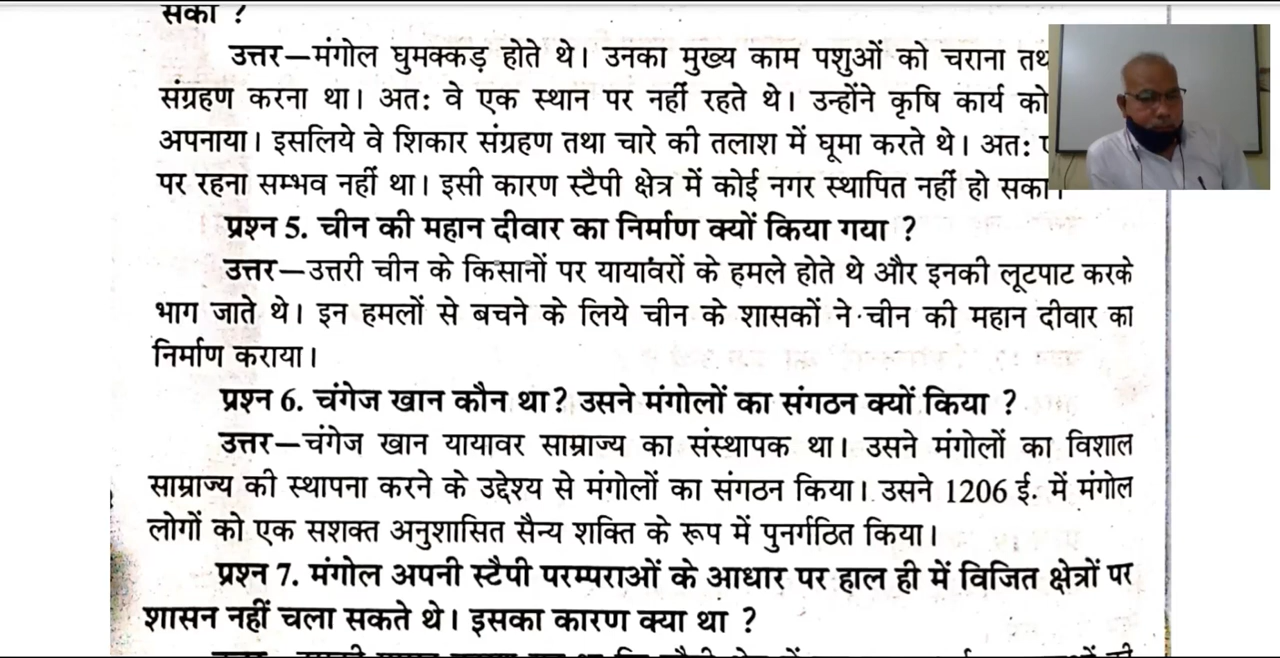 सका ?
उत्तर—मंगोल घुमक्कड़ होते थे। उनका मुख्य काम पशुओं को चराना
संग्रहण करना था। अतः वे एक स्थान पर नहीं रहते थे। उन्होंने कृषि कार्य को
अपनाया। इसलिये वे शिकार संग्रहण तथा चारे की तलाश में घूमा करते थे। अतः
पर रहना सम्भव नहीं था। इसी कारण स्टैपी क्षेत्र में कोई नगर स्थापित नहीं हो सका।
प्रश्न 5. चीन की महान दीवार का निर्माण क्यों किया गया ?
उत्तर—उत्तरी चीन के किसानों पर यायावरों के हमले होते थे और इनकी लूटपाट करके
भाग जाते थे। इन हमलों से बचने के लिये चीन के शासकों ने चीन की महान दीवार का
निर्माण कराया।
प्रश्न 6. चंगेज खान कौन था? उसने मंगोलों का संगठन क्यों किया ?
उत्तर—चंगेज खान यायावर साम्राज्य का संस्थापक था। उसने मंगोलों का विशाल
साम्राज्य की स्थापना करने के उद्देश्य से मंगोलों का संगठन किया। उसने 1206 ई. में मंगोल
लोगों को एक सशक्त अनुशासित सैन्य शक्ति के रूप में पुनर्गठित किया।
प्रश्न 7. मंगोल अपनी स्टैपी परम्पराओं के आधार पर हाल ही में विजित क्षेत्रों पर
शासन नहीं चला सकते थे। इसका कारण क्या था ?